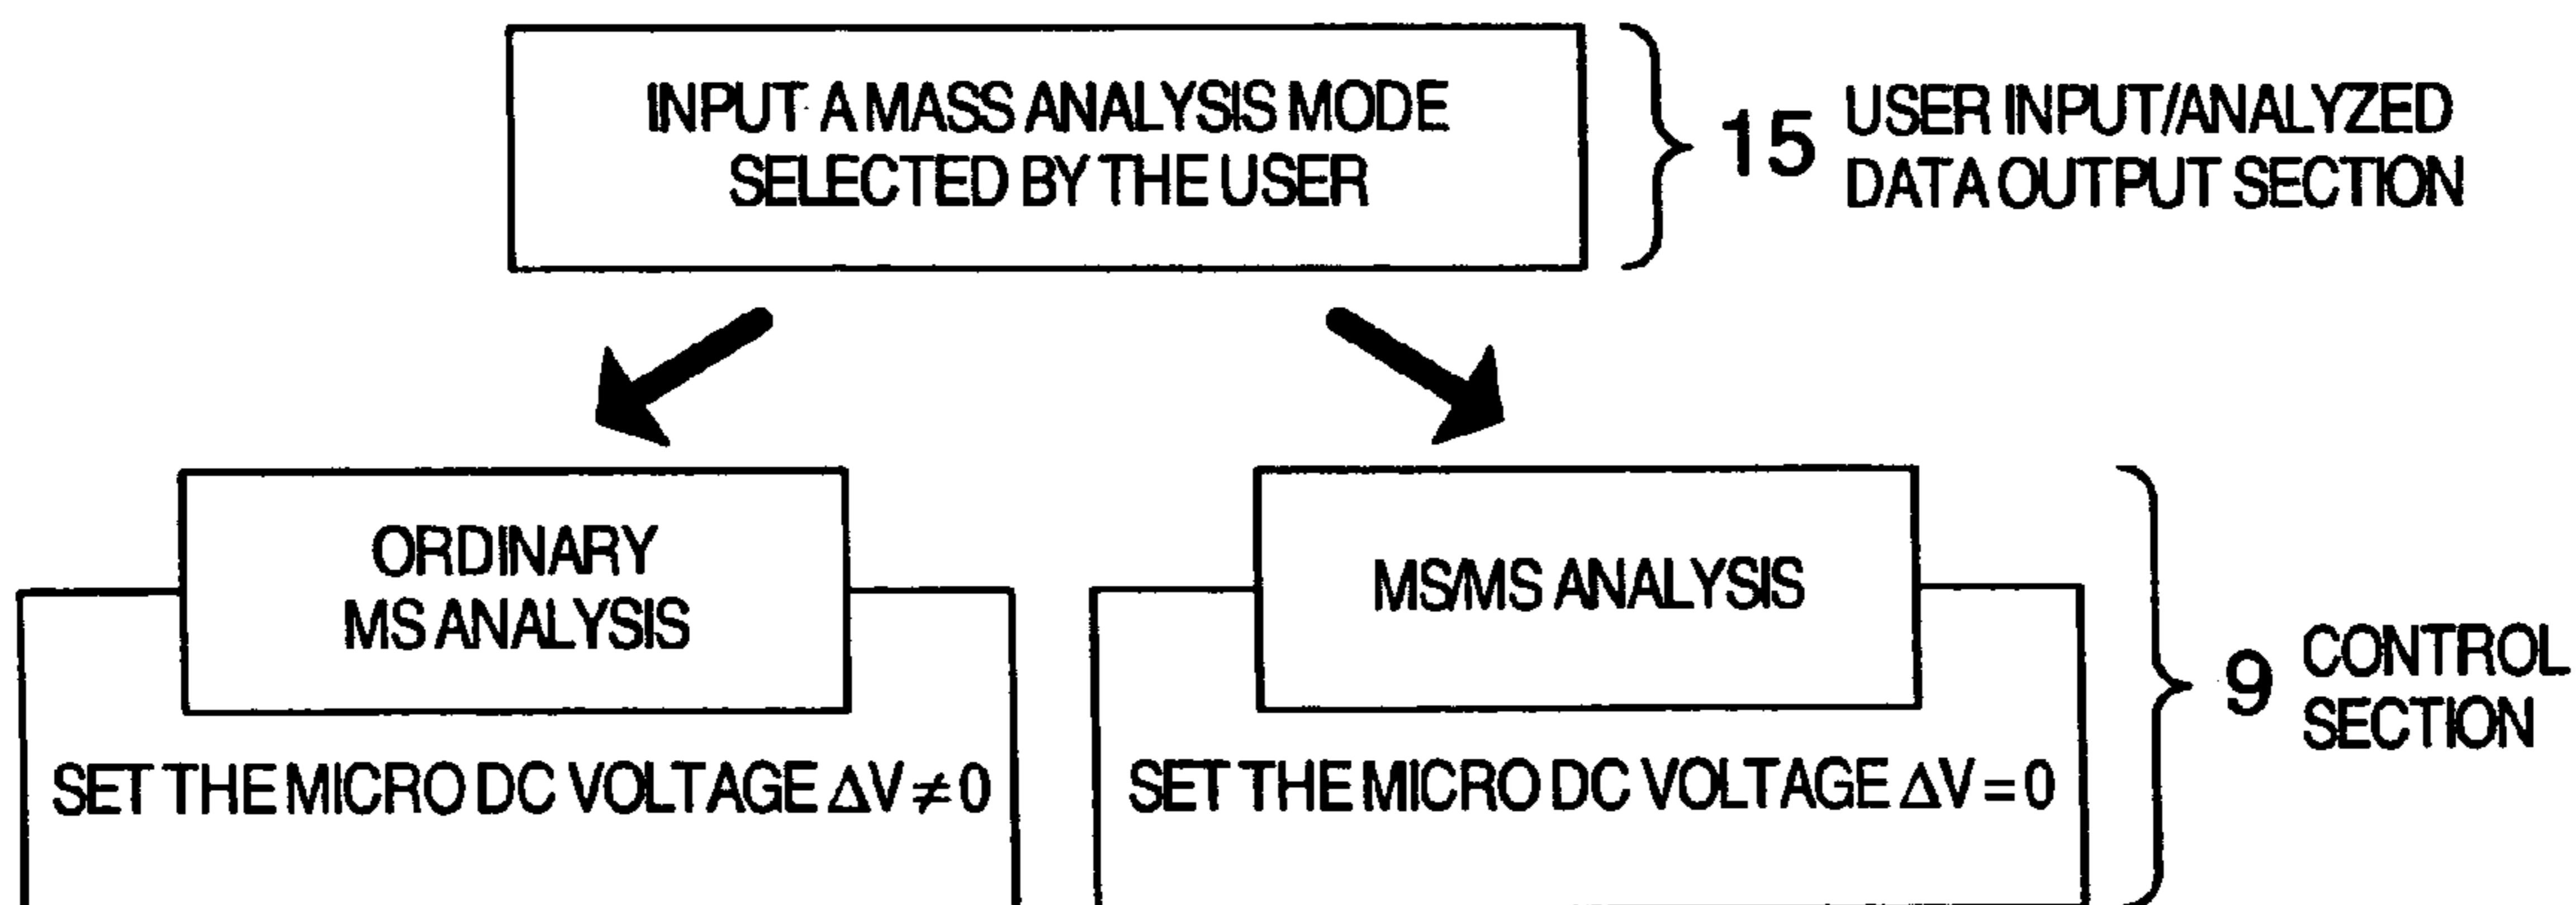 INPUT A MASS ANALYSIS MODE
SELECTED BY THE USER
15 USER INPUT/ANALYZED
DATA OUTPUT SECTION
ORDINARY
MS ANALYSIS
MS/MS ANALYSIS
9 CONTROL
SECTION
SET THE MICRO DC VOLTAGE ΔV ≠ 0
SET THE MICRO DC VOLTAGE ΔV = 0